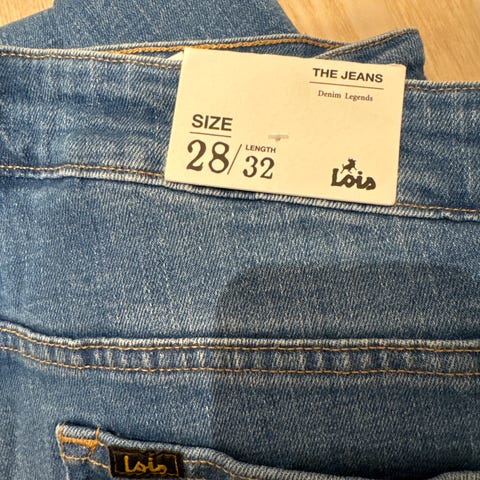 THE JEANS
Denim Legends
SIZE
28/
LENGTH
32
Lois
Lois